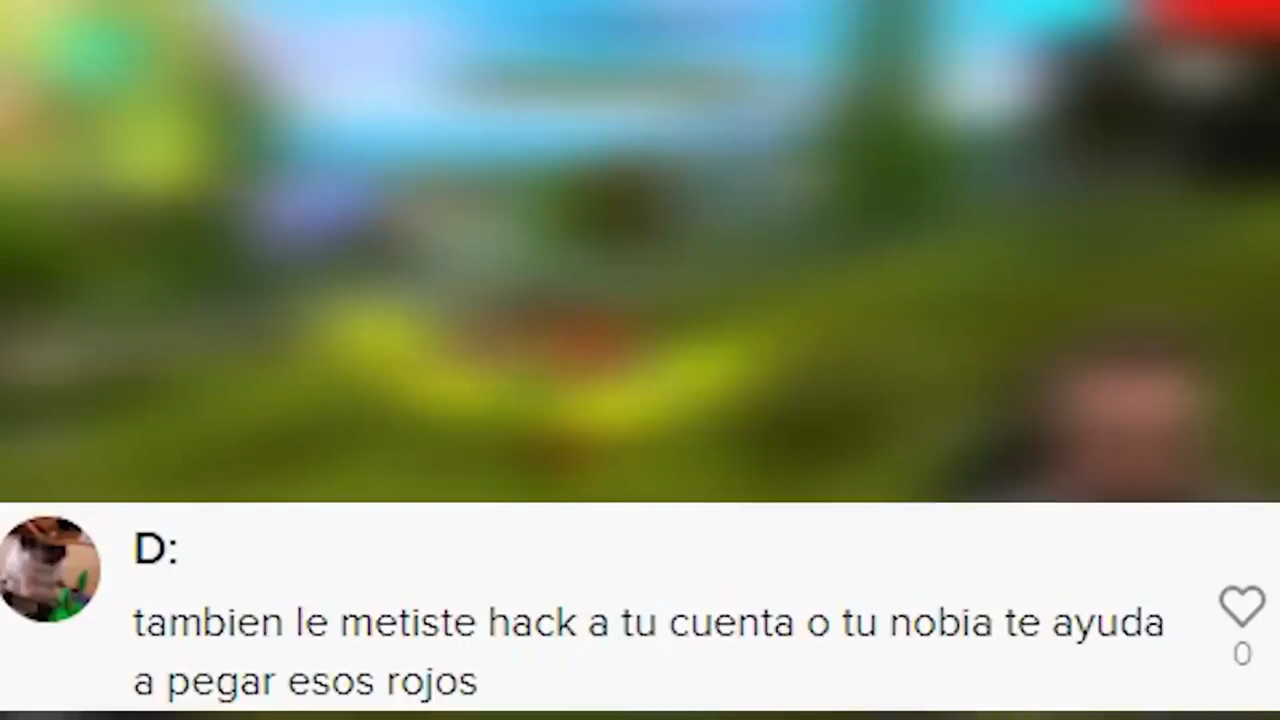 D:
tambien le metiste hack a tu cuenta o tu nobia te ayuda
a pegar esos rojos
0